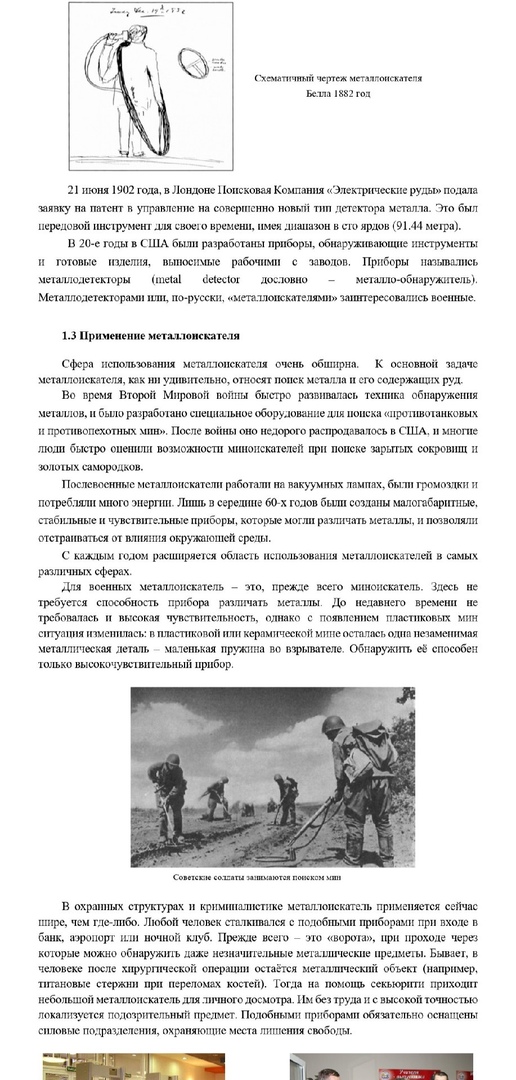 Схематичный чертеж металлоискателя
Белла 1882 год
21 июня 1902 года, в Лондоне Поисковая Компания «Электрические руды» подала
заявку на патент в управление на совершенно новый тип детектора металла. Это был
передовой инструмент для своего времени, имея диапазон в сто ярдов (91.44 метра).
В 20-е годы в США были разработаны приборы, обнаруживающие инструменты
и готовые изделия, выносимые рабочими с заводов. Приборы назывались
металлодетекторы (metal detector дословно – металло-обнаружитель).
Металлодетекторами или, по-русски, «металлоискателями» заинтересовались военные.
1.3 Применение металлоискателя
Сфера использования металлоискателя очень обширна. К основной задаче
металлоискателя, как ни удивительно, относят поиск металла и его содержащих руд.
Во время Второй Мировой войны быстро развивалась техника обнаружения
металлов, и было разработано специальное оборудование для поиска «противотанковых
и противопехотных мин». После войны оно недорого распродавалось в США, и многие
люди быстро оценили возможности миноискателей при поиске зарытых сокровищ и
золотых самородков.
Послевоенные металлоискатели работали на вакуумных лампах, были громоздки и
потребляли много энергии. Лишь в середине 60-х годов были созданы малогабаритные,
стабильные и чувствительные приборы, которые могли различать металлы, и позволяли
отстраиваться от влияния окружающей среды.
С каждым годом расширяется область использования металлоискателей в самых
различных сферах.
Для военных металлоискатель – это, прежде всего миноискатель. Здесь не
требуется способность прибора различать металлы. До недавнего времени не
требовалась и высокая чувствительность, однако с появлением пластиковых мин
ситуация изменилась: в пластиковой или керамической мине осталась одна незаменимая
металлическая деталь – маленькая пружина во взрывателе. Обнаружить её способен
только высокочувствительный прибор.
Советские солдаты занимаются поиском мин
В охранных структурах и криминалистике металлоискатель применяется сейчас
шире, чем где-либо. Любой человек сталкивался с подобными приборами при входе в
банк, аэропорт или ночной клуб. Прежде всего – это «ворота», при проходе через
которые можно обнаружить даже незначительные металлические предметы. Бывает, в
человеке после хирургической операции остаётся металлический объект (например,
титановые стержни при переломах костей). Тогда на помощь секьюрити приходит
небольшой металлоискатель для личного досмотра. Им без труда и с высокой точностью
локализуется подозрительный предмет. Подобными приборами обязательно оснащены
силовые подразделения, охраняющие места лишения свободы.